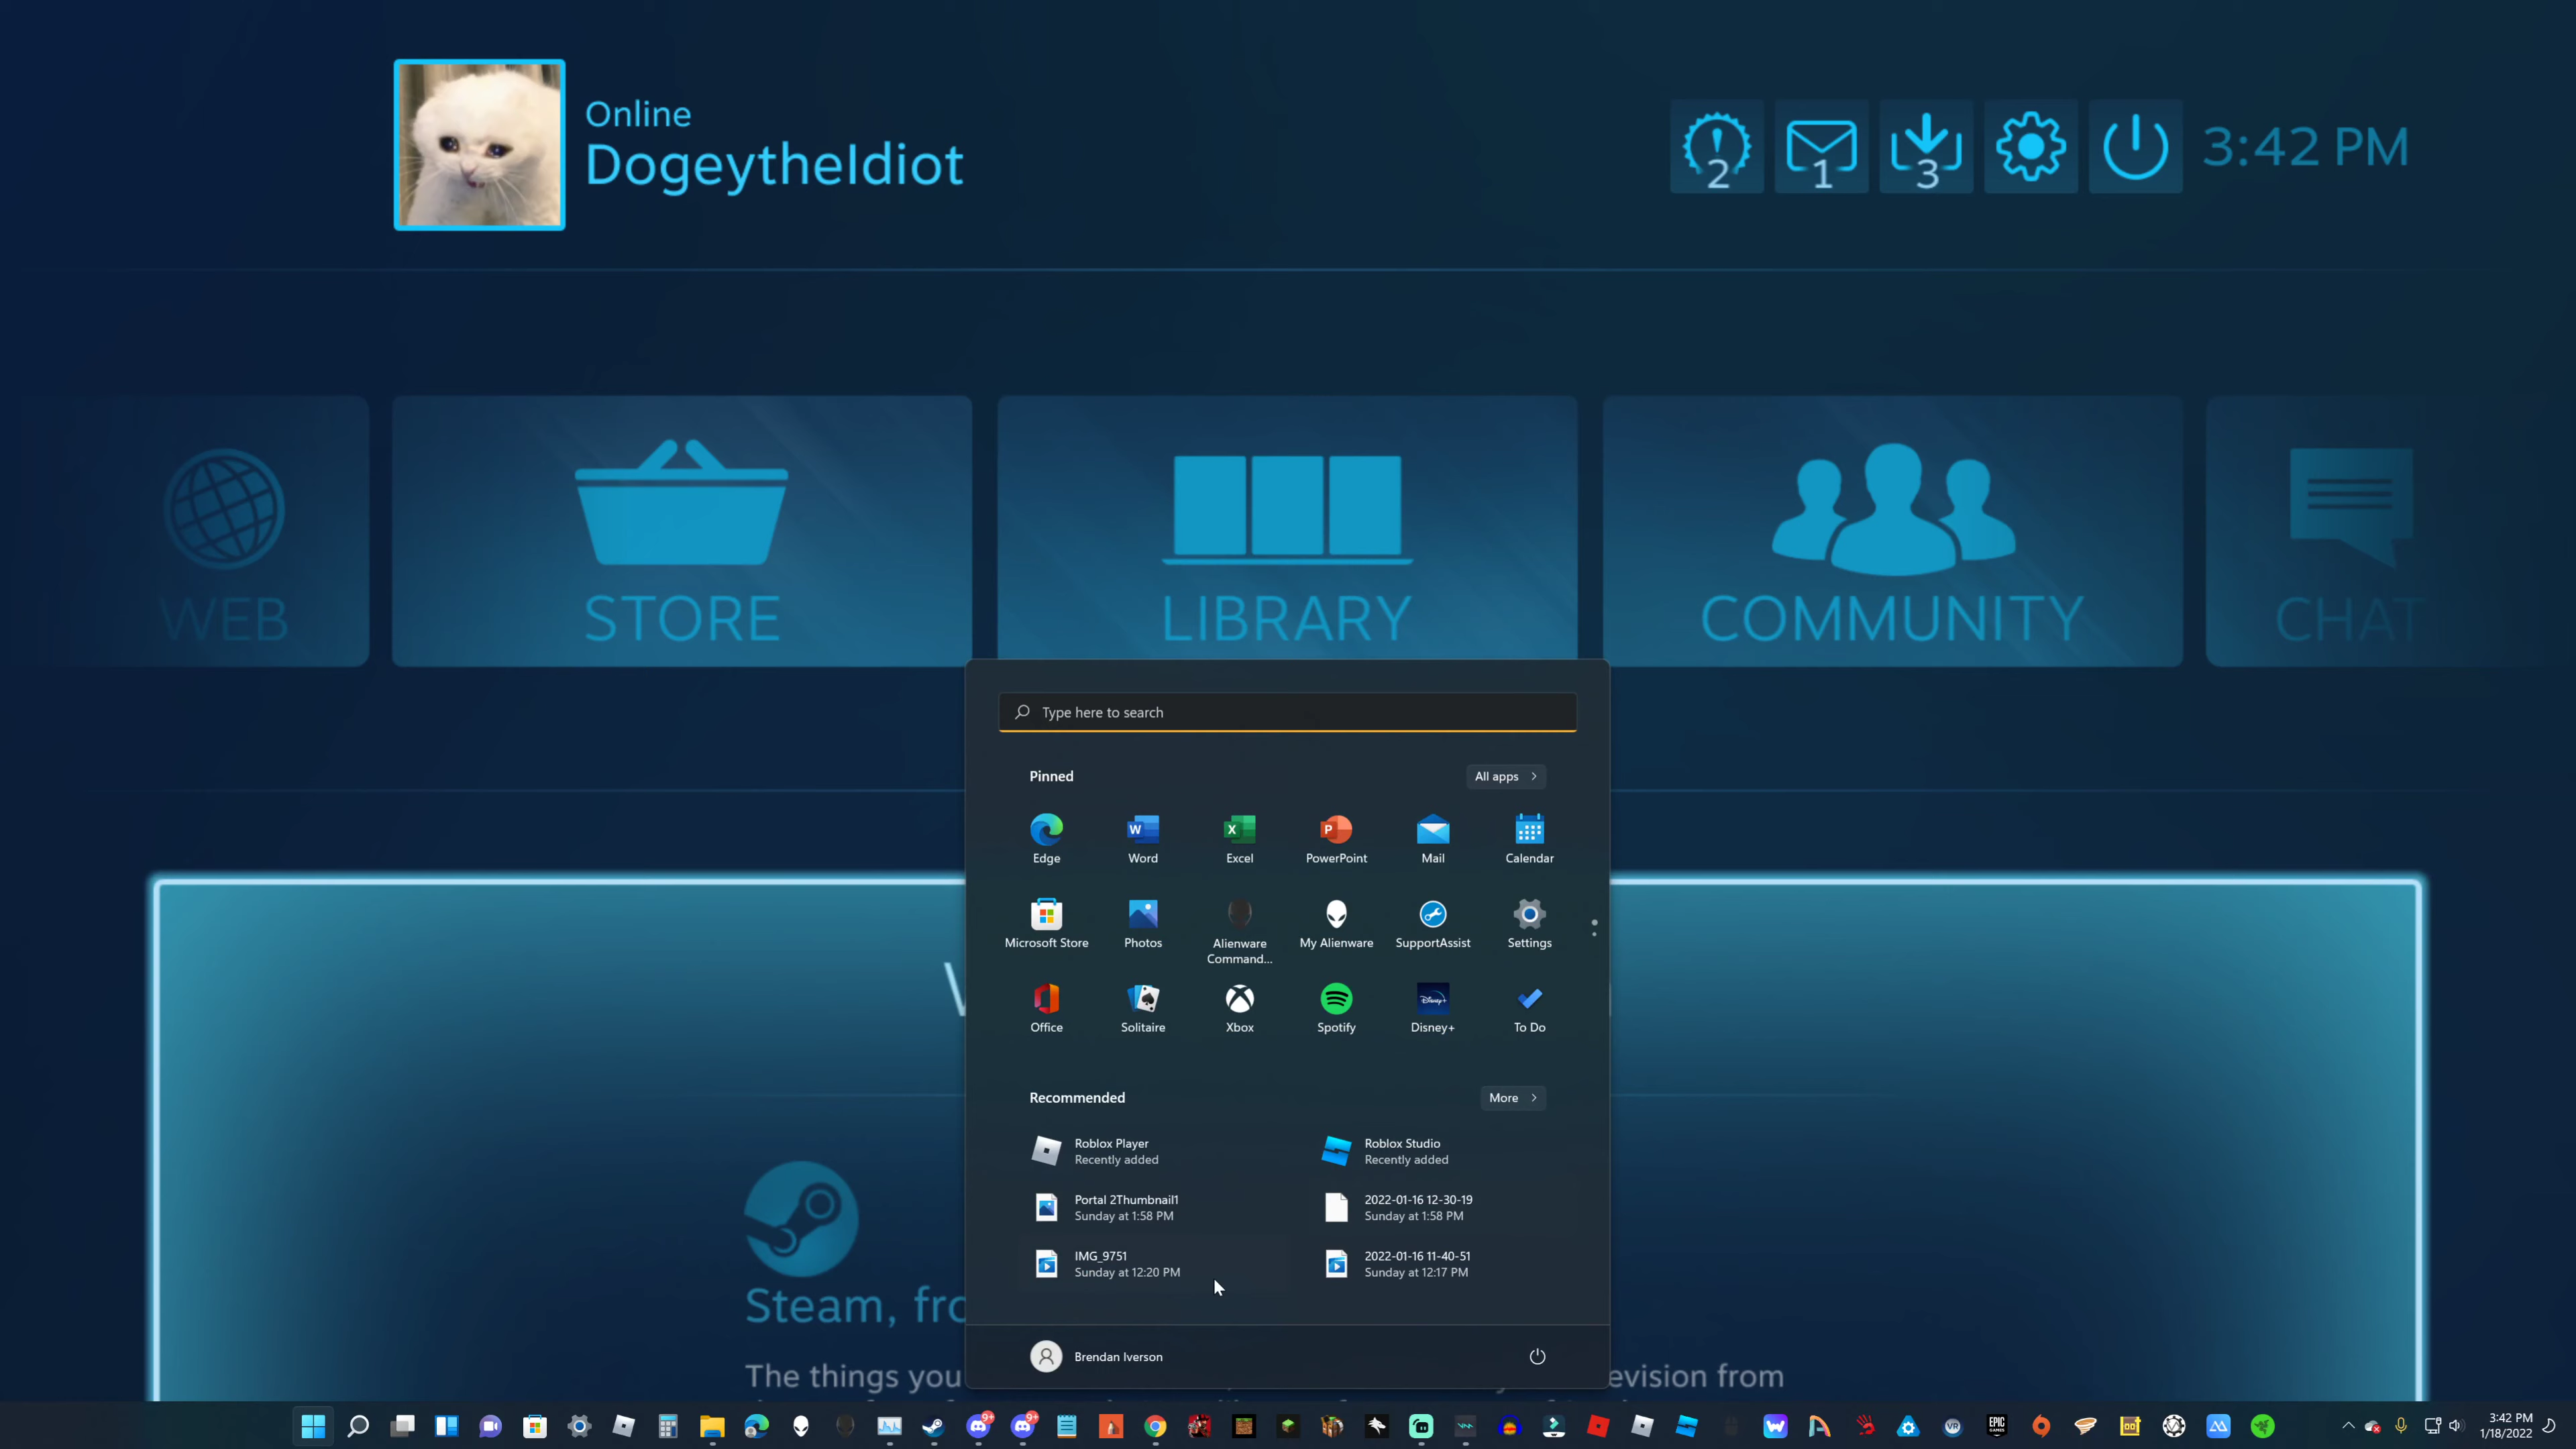 Online
DogeytheIdiot
2
1
3
3:42 PM
WEB
STORE
LIBRARY
COMMUNITY
CHAT
Type here to search
Pinned
All apps
Edge
Word
Excel
PowerPoint
Mail
Calendar
Microsoft Store
Photos
Alienware
Command...
My Alienware
SupportAssist
Settings
Office
Solitaire
Xbox
Spotify
Disney+
To Do
Recommended
More
Roblox Player
Recently added
Roblox Studio
Recently added
Portal 2Thumbnail1
Sunday at 1:58 PM
2022-01-16 12-30-19
Sunday at 1:58 PM
IMG_9751
Sunday at 12:20 PM
2022-01-16 11-40-51
Sunday at 12:17 PM
Steam,
Brendan Iverson
The things you
from
9+
9+
EPIC
GAMES
VR
3:42 PM
1/18/2022